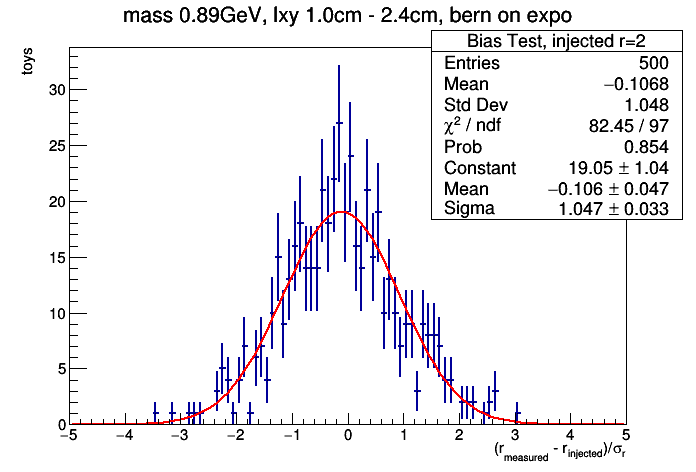 mass 0.89GeV, lxy 1.0cm - 2.4cm, bern on expo
Bias Test, injected r=2
Entries 500
Mean −0.1068
Std Dev 1.048
χ² / ndf 82.45 / 97
Prob 0.854
Constant 19.05 ± 1.04
Mean −0.106 ± 0.047
Sigma 1.047 ± 0.033
toys
30
25
20
15
10
5
0
−5 −4 −3 −2 −1 0 1 2 3 4 5
(r_measured - r_injected)/σ_r